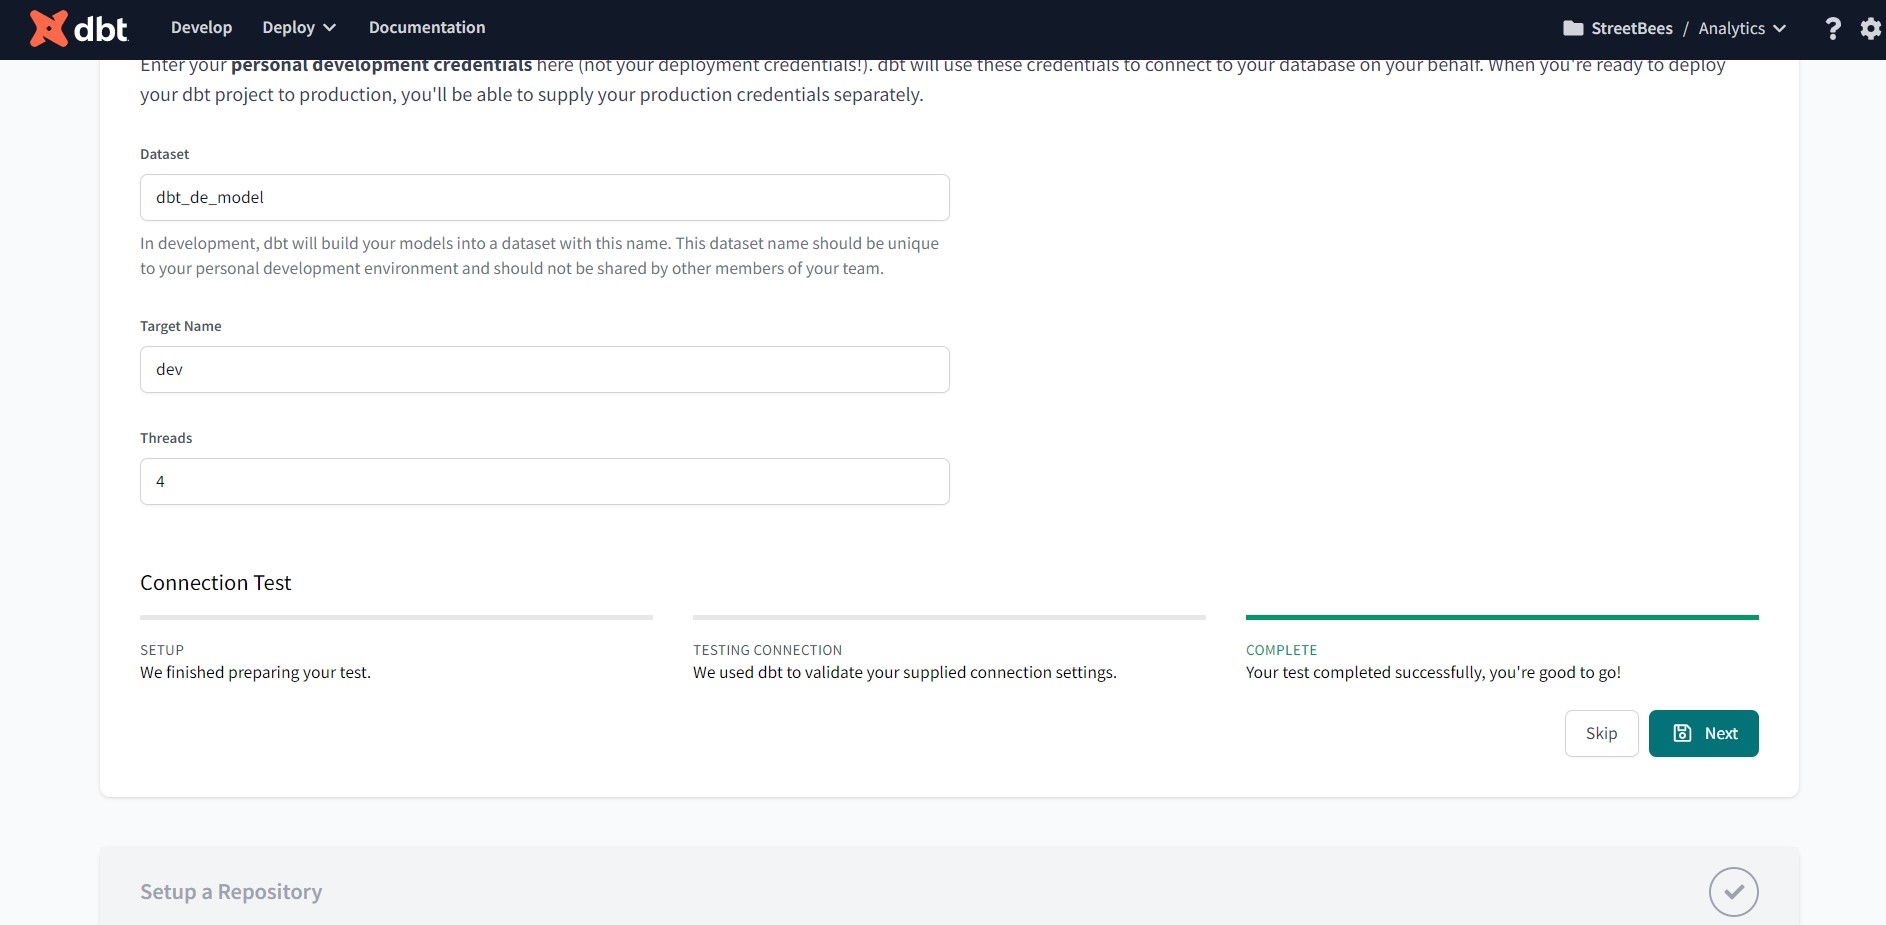 dbt Develop Deploy Documentation StreetBees / Analytics ?
Enter your personal development credentials here (not your deployment credentials!). dbt will use these credentials to connect to your database on your behalf. When you're ready to deploy
your dbt project to production, you'll be able to supply your production credentials separately.
Dataset
dbt_de_model
In development, dbt will build your models into a dataset with this name. This dataset name should be unique
to your personal development environment and should not be shared by other members of your team.
Target Name
dev
Threads
4
Connection Test
SETUP
We finished preparing your test.
TESTING CONNECTION
We used dbt to validate your supplied connection settings.
COMPLETE
Your test completed successfully, you're good to go!
Skip
Next
Setup a Repository